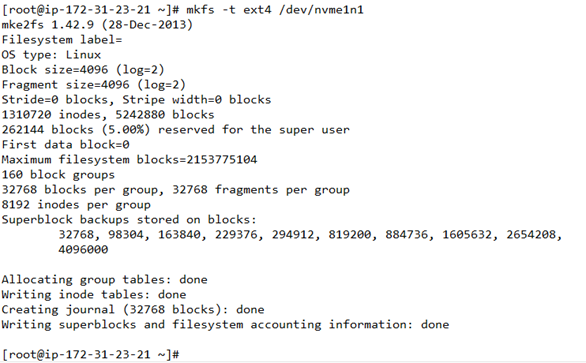 [root@ip-172-31-23-21 ~]# mkfs -t ext4 /dev/nvme1n1
mke2fs 1.42.9 (28-Dec-2013)
Filesystem label=
OS type: Linux
Block size=4096 (log=2)
Fragment size=4096 (log=2)
Stride=0 blocks, Stripe width=0 blocks
1310720 inodes, 5242880 blocks
262144 blocks (5.00%) reserved for the super user
First data block=0
Maximum filesystem blocks=2153775104
160 block groups
32768 blocks per group, 32768 fragments per group
8192 inodes per group
Superblock backups stored on blocks:
        32768, 98304, 163840, 229376, 294912, 819200, 884736, 1605632, 2654208,
        4096000

Allocating group tables: done
Writing inode tables: done
Creating journal (32768 blocks): done
Writing superblocks and filesystem accounting information: done

[root@ip-172-31-23-21 ~]#